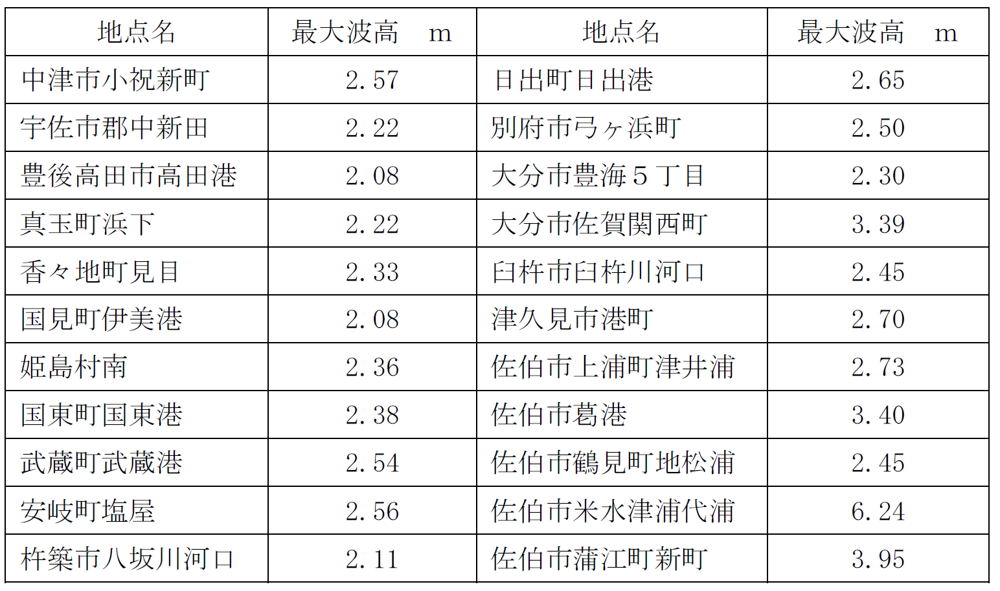 地点名 最大波高　m 地点名 最大波高　m
中津市小祝新町 2.57 日出町日出港 2.65
宇佐市郡中新田 2.22 別府市弓ヶ浜町 2.50
豊後高田市高田港 2.08 大分市豊海５丁目 2.30
真玉町浜下 2.22 大分市佐賀関西町 3.39
香々地町見目 2.33 臼杵市臼杵川河口 2.45
国見町伊美港 2.08 津久見市港町 2.70
姫島村南 2.36 佐伯市上浦町津井浦 2.73
国東町国東港 2.38 佐伯市葛港 3.40
武蔵町武蔵港 2.54 佐伯市鶴見町地松浦 2.45
安岐町塩屋 2.56 佐伯市米水津浦代浦 6.24
杵築市八坂川河口 2.11 佐伯市蒲江町新町 3.95